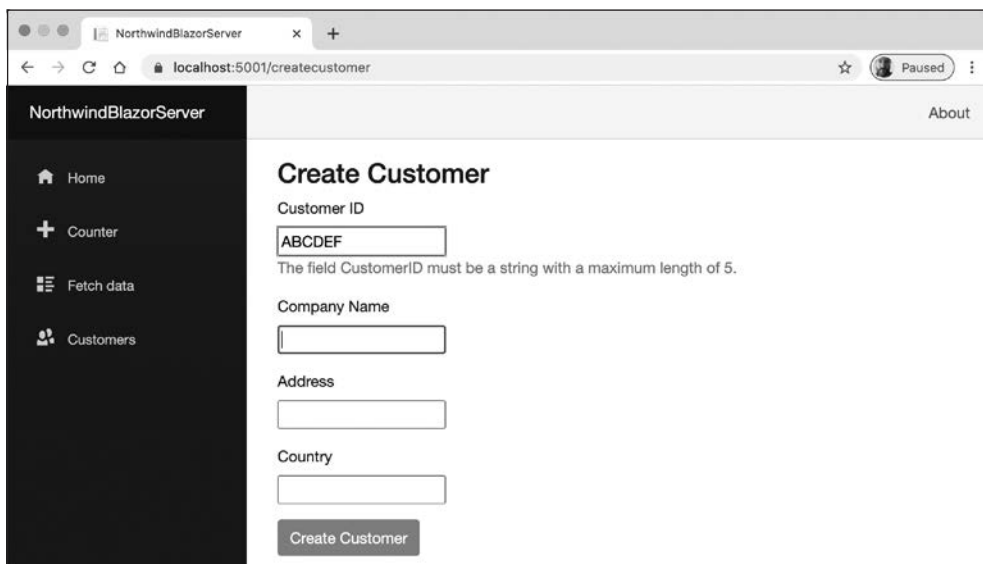 NorthwindBlazorServer
localhost:5001/createcustomer
Paused
NorthwindBlazorServer
About
Home
Counter
Fetch data
Customers
Create Customer
Customer ID
ABCDEF
The field CustomerID must be a string with a maximum length of 5.
Company Name
Address
Country
Create Customer